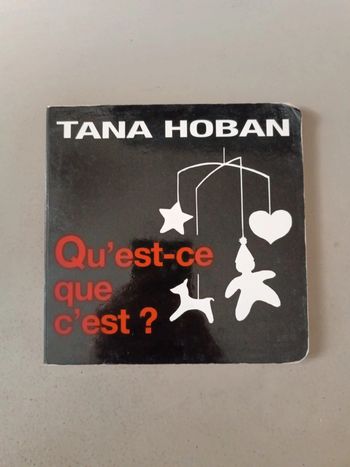 TANA HOBAN
Qu'est-ce
que
c'est ?